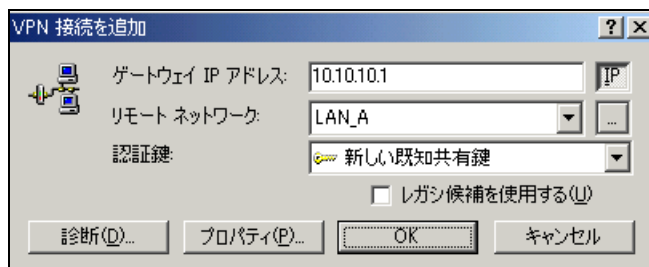 VPN 接続を追加
ゲートウェイ IP アドレス: 10.10.10.1 IP
リモート ネットワーク: LAN_A ...
認証鍵: 新しい既知共有鍵
レガシ候補を使用する(U)
診断(D)... プロパティ(P)... OK キャンセル